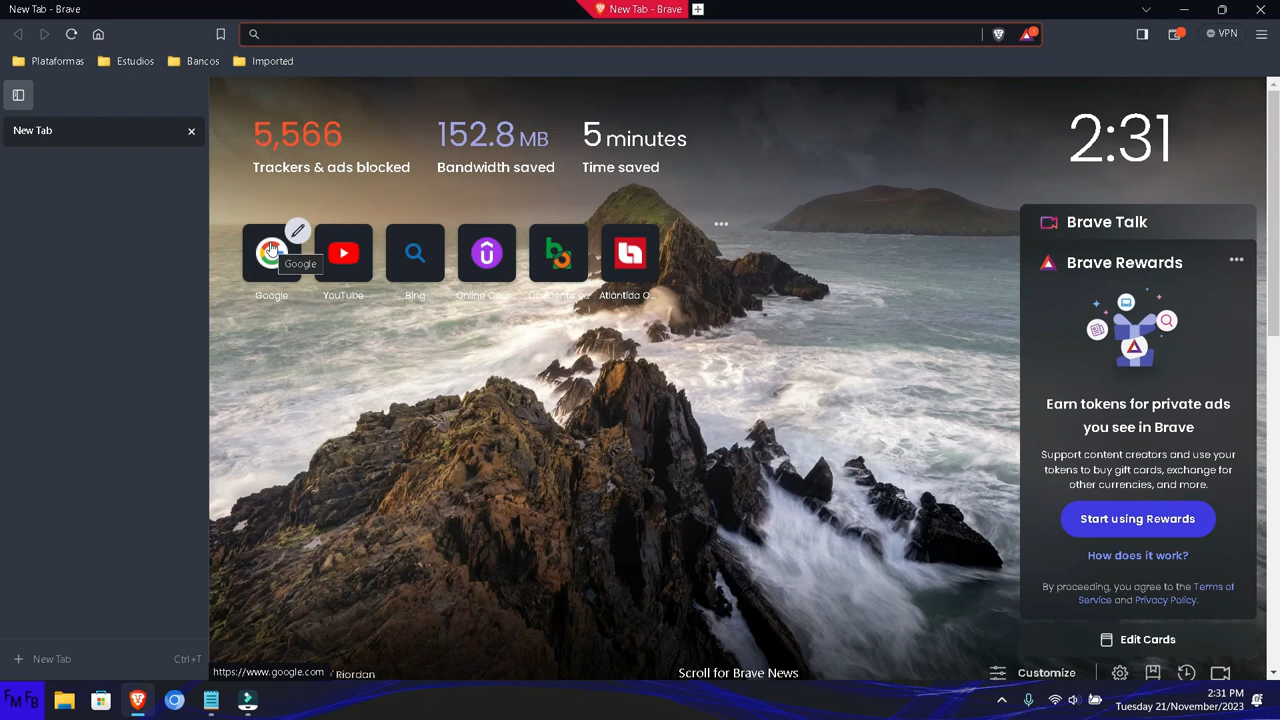 New Tab - Brave
New Tab - Brave
1
VPN
Plataformas
Estudios
Bancos
Imported
New Tab
5,566
Trackers & ads blocked
152.8 MB
Bandwidth saved
5 minutes
Time saved
2:31
Google
Google
YouTube
Bing
Online Cou...
Atlántida O...
Brave Talk
Brave Rewards
Earn tokens for private ads
you see in Brave
Support content creators and use your
tokens to buy gift cards, exchange for
other currencies, and more.
Start using Rewards
How does it work?
By proceeding, you agree to the Terms of
Service and Privacy Policy.
Edit Cards
New Tab
Ctrl+T
https://www.google.com
Riordan
Scroll for Brave News
Customize
FMFB
2:31 PM
Tuesday 21/November/2023